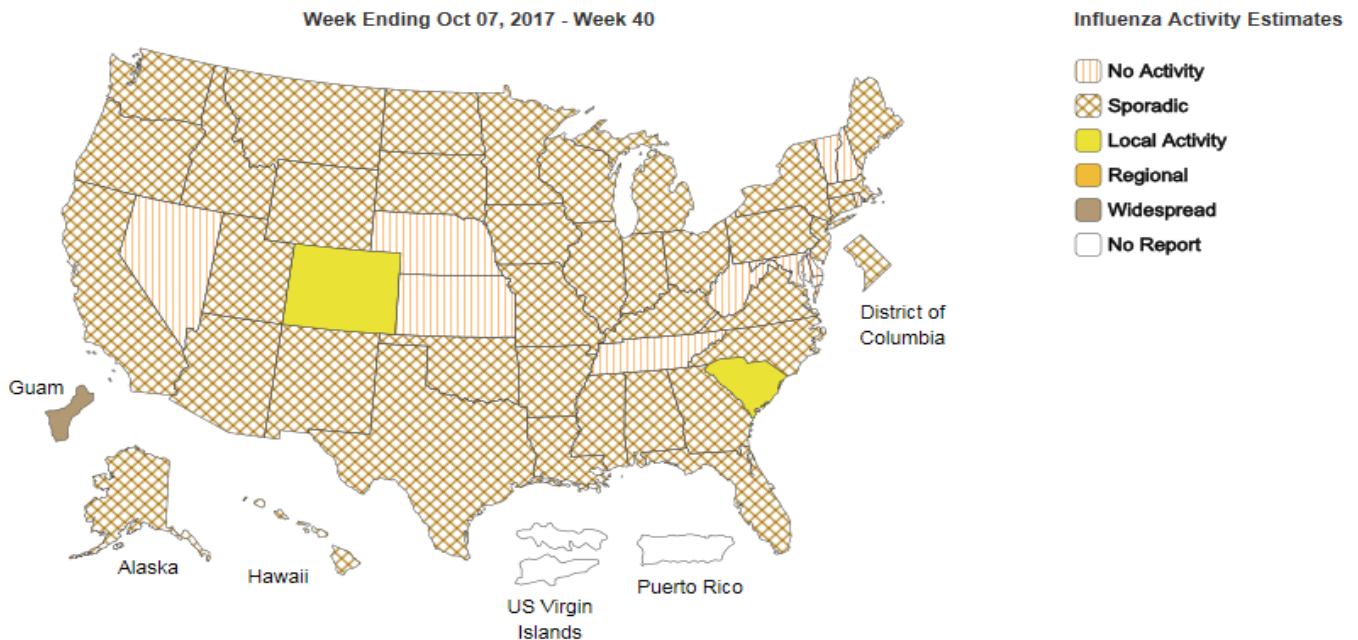 Week Ending Oct 07, 2017 - Week 40
Influenza Activity Estimates
No Activity
Sporadic
Local Activity
Regional
Widespread
No Report
District of
Columbia
Guam
Alaska
Hawaii
US Virgin
Islands
Puerto Rico